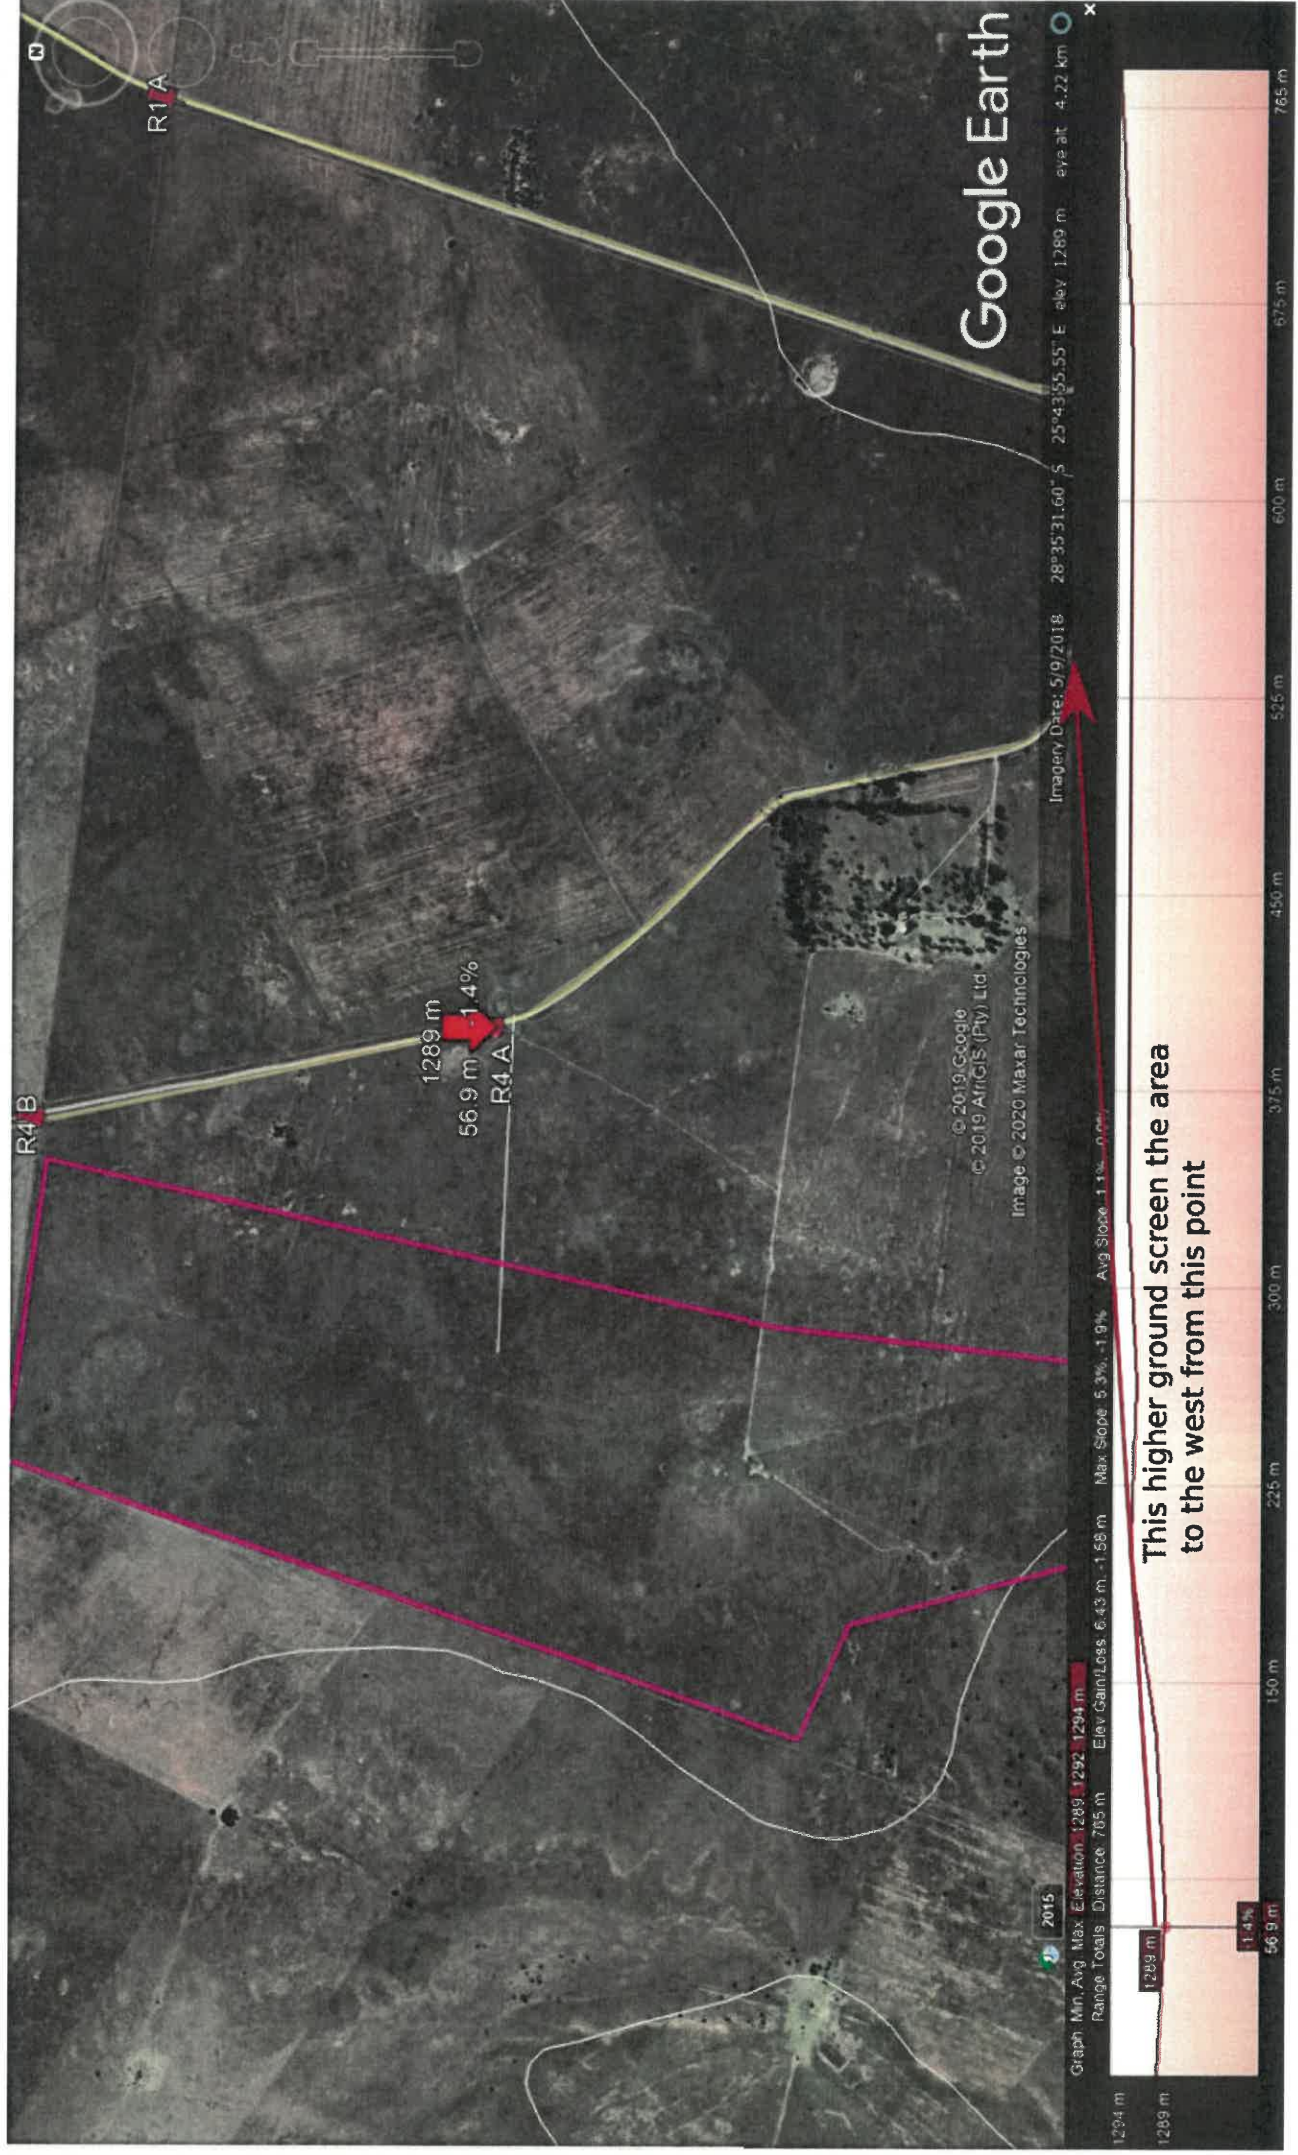 N
R1 A
R4 B
1289 m
56.9 m -1.4%
R4 A
© 2019 Google
© 2019 AfriGIS (Pty) Ltd
Image © 2020 Maxar Technologies
Google Earth
2015
Imagery Date: 5/9/2018 28°35'31.60" S 25°43'55.55" E elev 1289 m eye alt 4.22 km
Graph: Min, Avg, Max Elevation: 1289, 1292, 1294 m
Range Totals: Distance: 765 m Elev Gain/Loss: 6.43 m, -1.58 m Max Slope: 5.3%, -1.9% Avg Slope: 1.1%
1294 m
1289 m
1289 m
This higher ground screen the area
to the west from this point
-1.4%
56.9 m
150 m
225 m
300 m
375 m
450 m
525 m
600 m
675 m
765 m